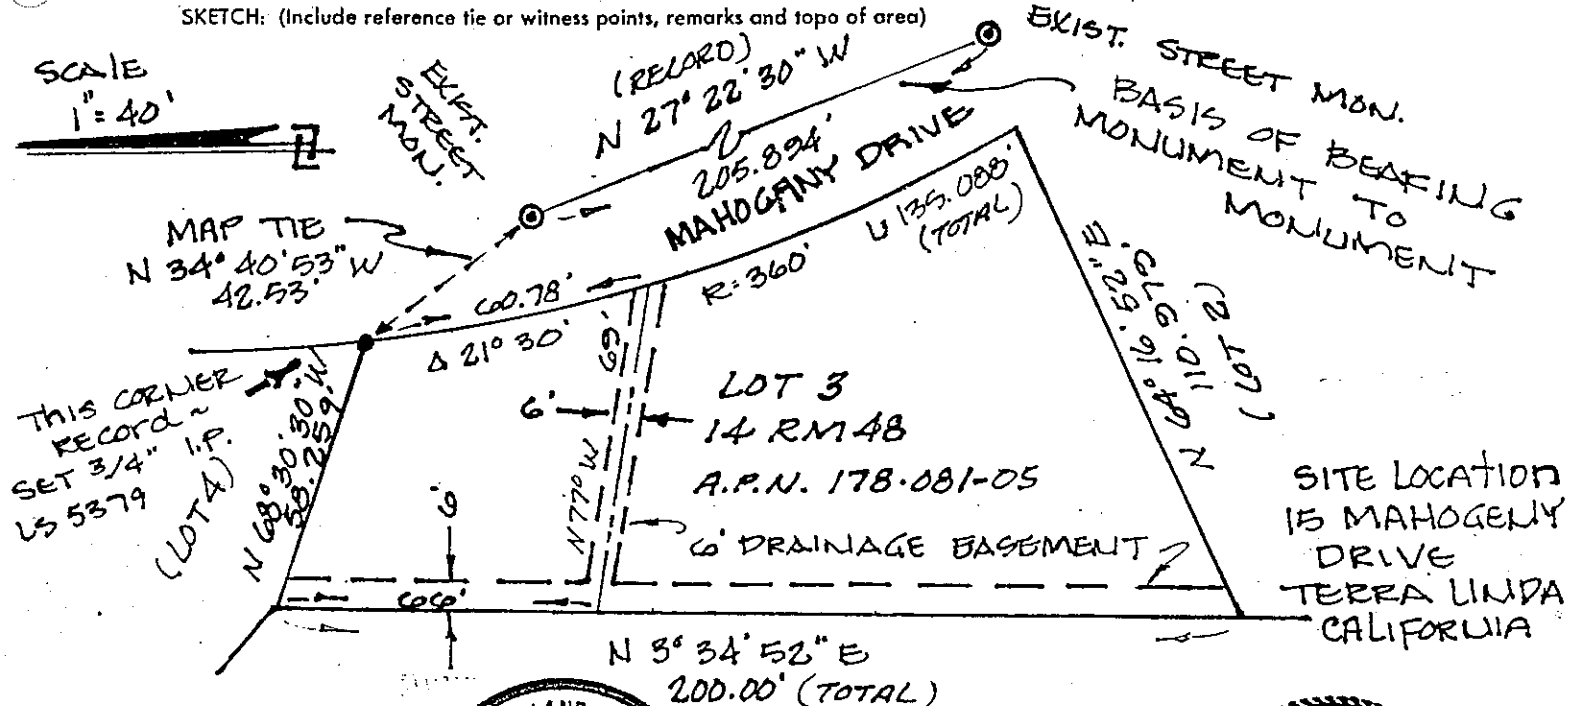 SKETCH: (Include reference tie or witness points, remarks and topo of area)
SCALE
1"= 40'
EXIST.
STREET
MON.
(RECORD)
N 27° 22' 30" W
205.894'
MAHOGANY DRIVE
EXIST. STREET MON.
BASIS OF BEARING
MONUMENT TO
MONUMENT
MAP TIE
N 34° 40' 53" W
42.53'
60.78'
Δ 21° 30'
R=360'
L 135.088'
(TOTAL)
THIS CORNER
RECORD ~
SET 3/4" I.P.
LS 5379
(LOT 4)
N 68° 30' 30" W
58.259'
69'
6'
N 77° W
LOT 3
14 RM 48
A.P.N. 178.081-05
N 64° 16' 52" E
110.979'
(LOT 2)
6'
6' DRAINAGE EASEMENT
66'
N 3° 34' 52" E
200.00' (TOTAL)
SITE LOCATION
15 MAHOGENY
DRIVE
TERRA LINDA
CALIFORNIA
LAND